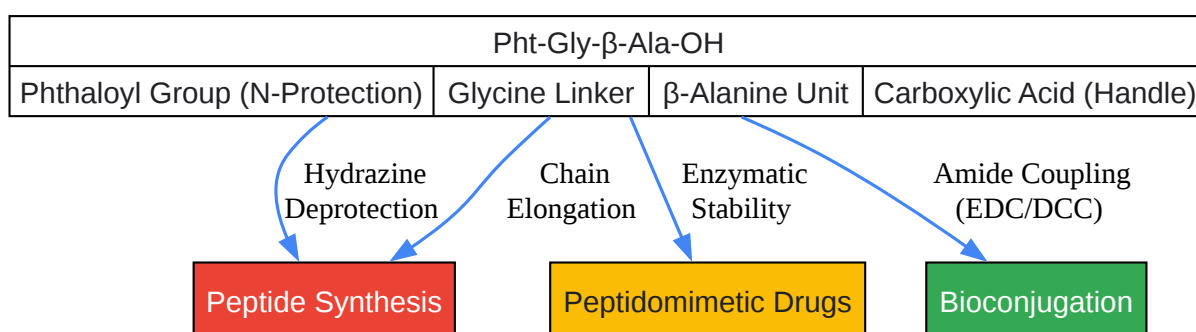 Pht-Gly-β-Ala-OH
Phthaloyl Group (N-Protection) Glycine Linker β-Alanine Unit Carboxylic Acid (Handle)
Hydrazine Chain Enzymatic Amide Coupling
Deprotection Elongation Stability (EDC/DCC)
Peptide Synthesis Peptidomimetic Drugs Bioconjugation